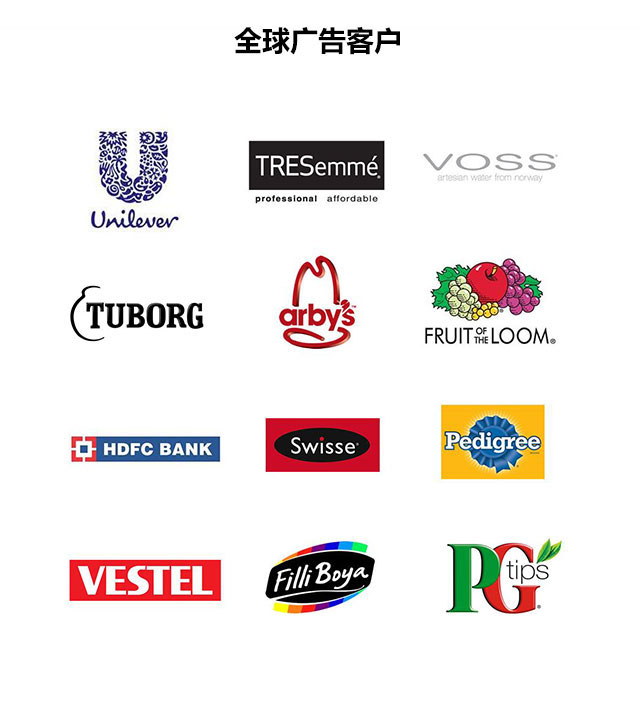 全球广告客户
Unilever
TRESemmé®
professional affordable
VOSS®
artesian water from norway
TUBORG
arby's™
FRUIT OF THE LOOM®
HDFC BANK
Swisse®
Pedigree
VESTEL
Filli Boya
PG tips®